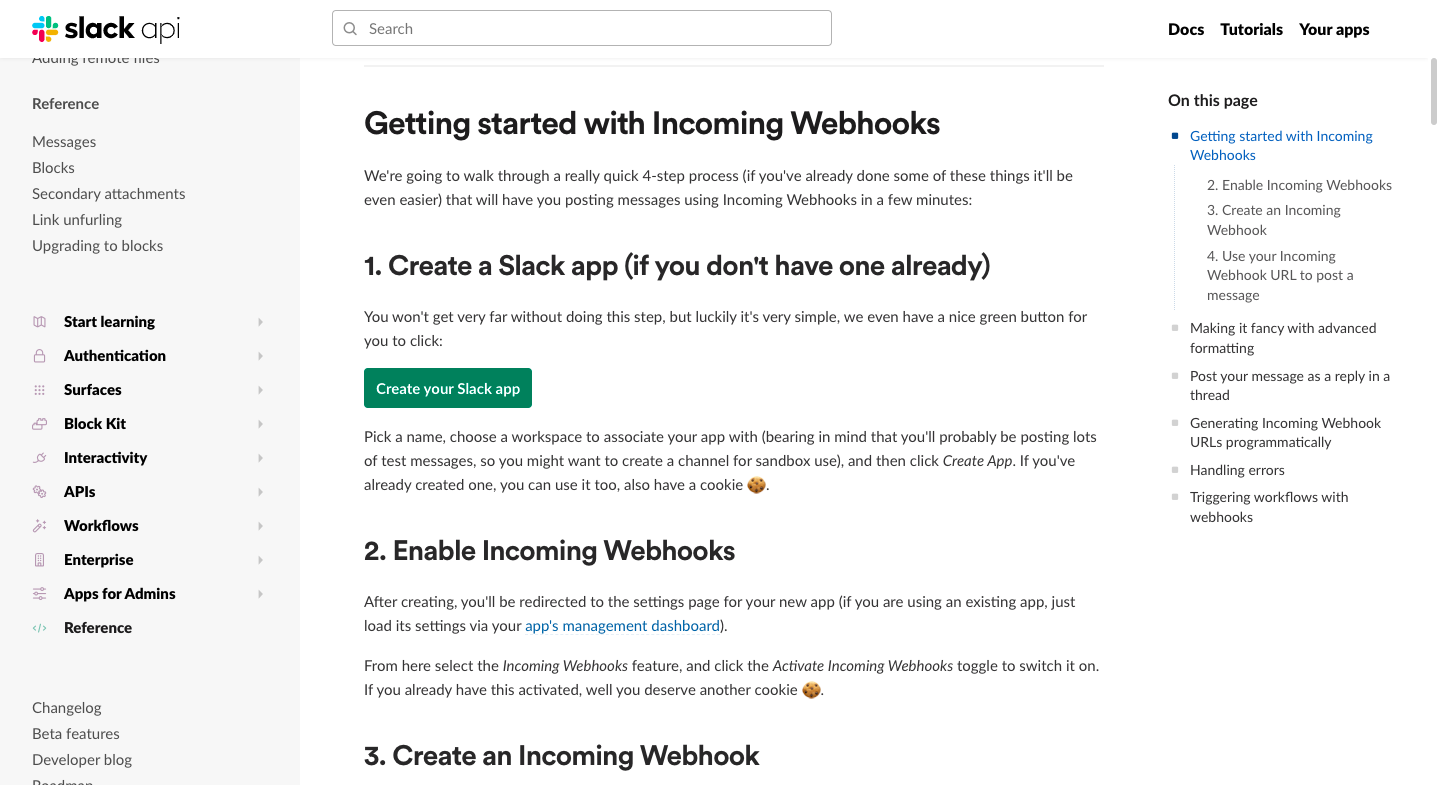 slack api
Search
Docs
Tutorials
Your apps
Adding remote files
Reference
Messages
Blocks
Secondary attachments
Link unfurling
Upgrading to blocks
Start learning
Authentication
Surfaces
Block Kit
Interactivity
APIs
Workflows
Enterprise
Apps for Admins
Reference
Changelog
Beta features
Developer blog
Roadmap
Getting started with Incoming Webhooks
We're going to walk through a really quick 4-step process (if you've already done some of these things it'll be
even easier) that will have you posting messages using Incoming Webhooks in a few minutes:
1. Create a Slack app (if you don't have one already)
You won't get very far without doing this step, but luckily it's very simple, we even have a nice green button for
you to click:
Create your Slack app
Pick a name, choose a workspace to associate your app with (bearing in mind that you'll probably be posting lots
of test messages, so you might want to create a channel for sandbox use), and then click Create App. If you've
already created one, you can use it too, also have a cookie 🍪.
2. Enable Incoming Webhooks
After creating, you'll be redirected to the settings page for your new app (if you are using an existing app, just
load its settings via your app's management dashboard).
From here select the Incoming Webhooks feature, and click the Activate Incoming Webhooks toggle to switch it on.
If you already have this activated, well you deserve another cookie 🍪.
3. Create an Incoming Webhook
On this page
Getting started with Incoming
Webhooks
2. Enable Incoming Webhooks
3. Create an Incoming
Webhook
4. Use your Incoming
Webhook URL to post a
message
Making it fancy with advanced
formatting
Post your message as a reply in a
thread
Generating Incoming Webhook
URLs programmatically
Handling errors
Triggering workflows with
webhooks